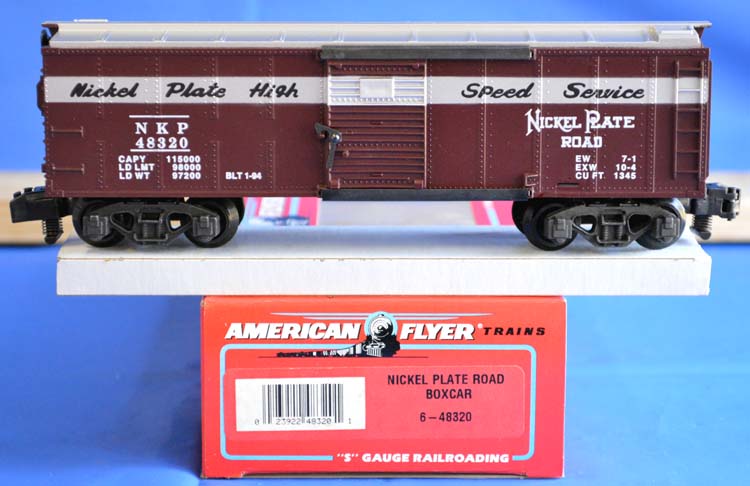 Nickel Plate High Speed Service
NKP
48320
CAPY 115000
LD LMT 98000
LD WT 97200
BLT 1-94
NICKEL PLATE
ROAD
EW 7-1
EXW 10-4
CU FT 1345
AMERICAN FLYER TRAINS
NICKEL PLATE ROAD
BOXCAR
6-48320
0 23922 48320 1
"S" GAUGE RAILROADING